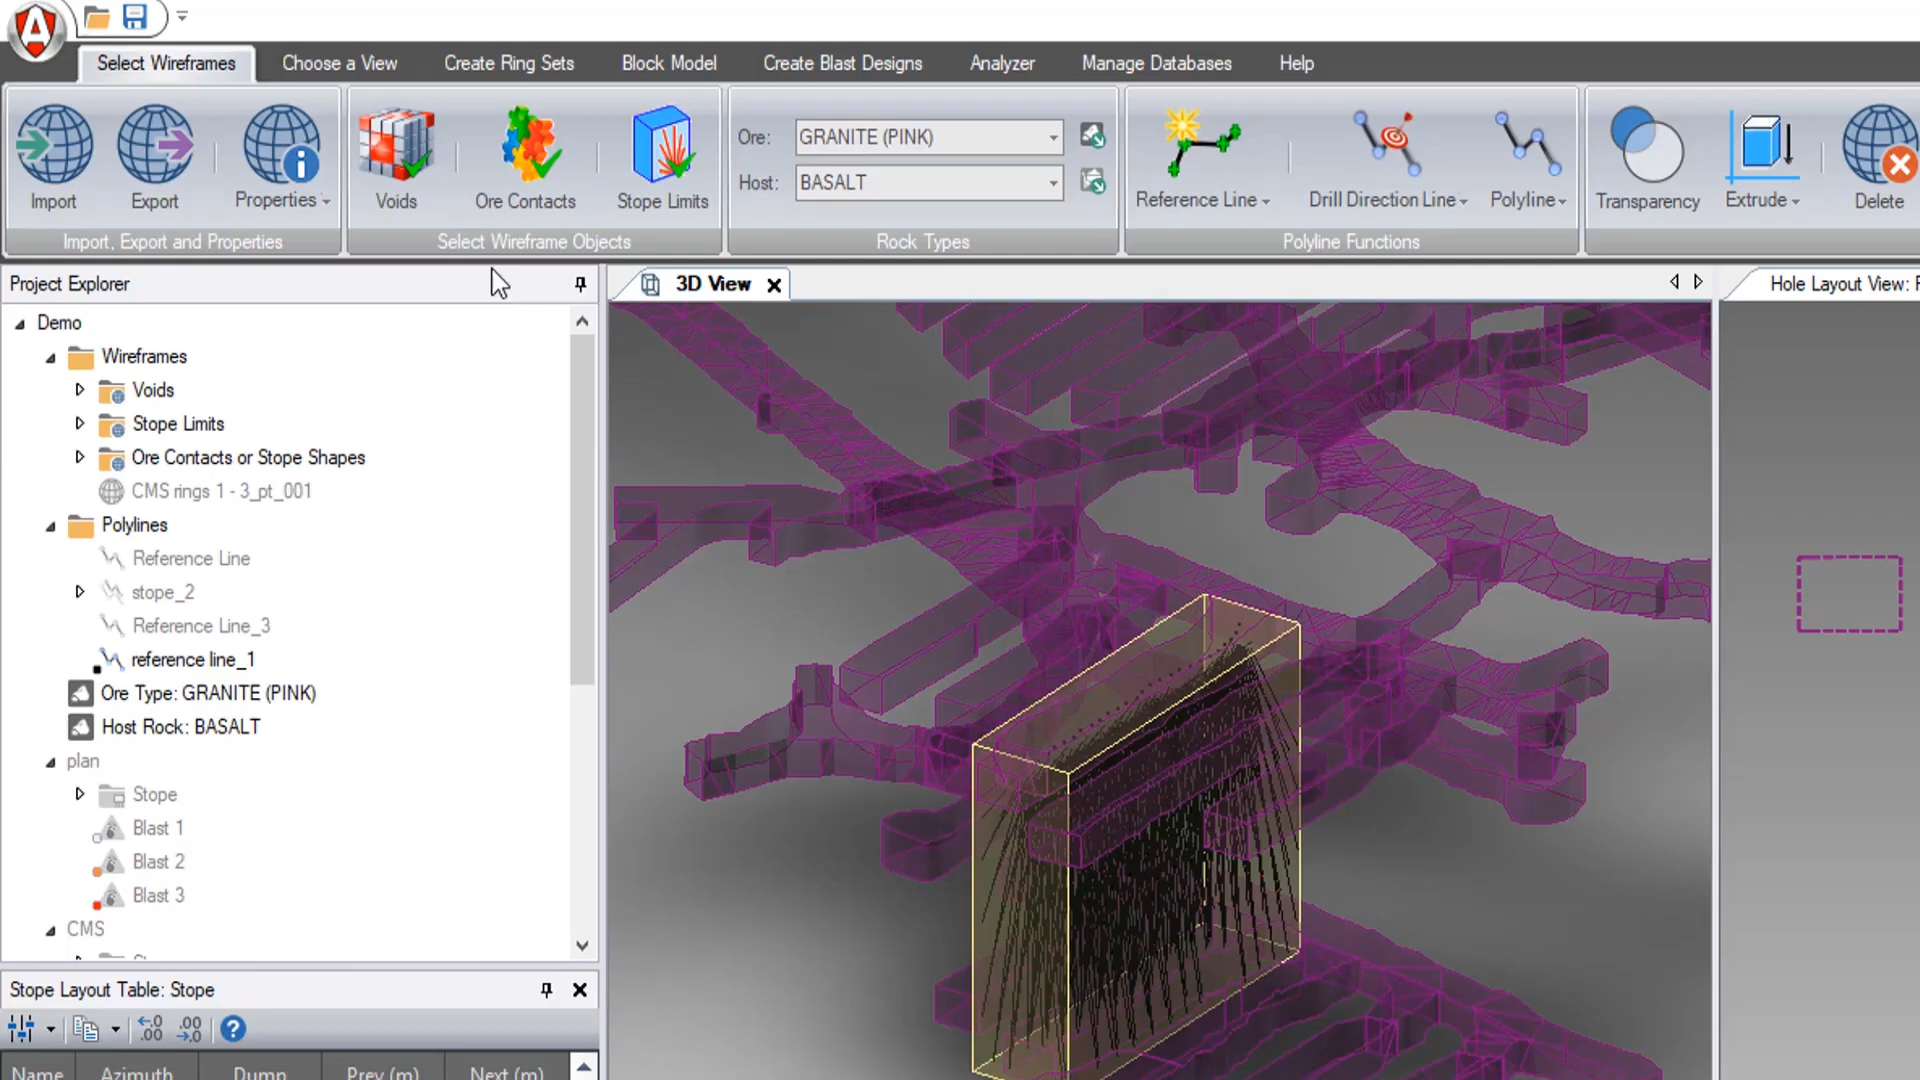 Select Wireframes Choose a View Create Ring Sets Block Model Create Blast Designs Analyzer Manage Databases Help
Import Export Properties
Import, Export and Properties
Voids Ore Contacts Stope Limits
Select Wireframe Objects
Ore: GRANITE (PINK)
Host: BASALT
Rock Types
Reference Line Drill Direction Line Polyline
Polyline Functions
Transparency Extrude Delete
Project Explorer
3D View
Hole Layout View:
Demo
Wireframes
Voids
Stope Limits
Ore Contacts or Stope Shapes
CMS rings 1 - 3_pt_001
Polylines
Reference Line
stope_2
Reference Line_3
reference line_1
Ore Type: GRANITE (PINK)
Host Rock: BASALT
plan
Stope
Blast 1
Blast 2
Blast 3
CMS
Stope Layout Table: Stope
Name Azimuth Dump Prev (m) Next (m)